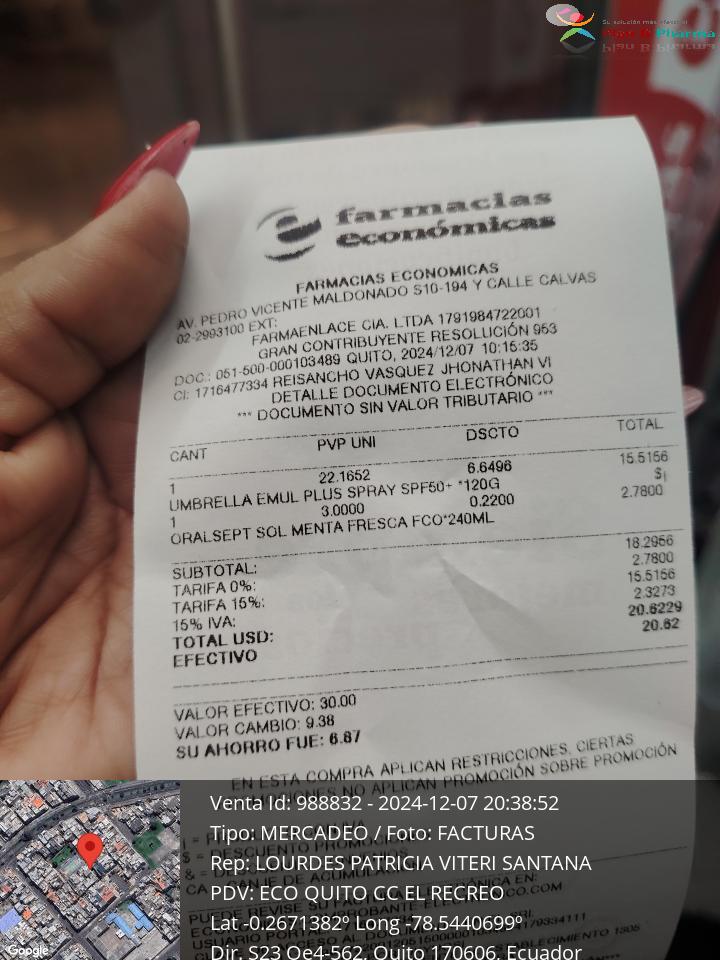 Su solución más efectiva
Plan B Pharma
farmacias
económicas
FARMACIAS ECONOMICAS
AV. PEDRO VICENTE MALDONADO S10-194 Y CALLE CALVAS
02-2993100 EXT:
FARMAENLACE CIA. LTDA 1791984722001
GRAN CONTRIBUYENTE RESOLUCIÓN 953
DOC.: 051-500-000103489 QUITO, 2024/12/07 10:15:35
CI: 1716477334 REISANCHO VASQUEZ JHONATHAN VI
DETALLE DOCUMENTO ELECTRÓNICO
*** DOCUMENTO SIN VALOR TRIBUTARIO ***
CANT PVP UNI DSCTO TOTAL
1 22.1652 6.6496 15.5156
UMBRELLA EMUL PLUS SPRAY SPF50+ *120G $|
1 3.0000 0.2200 2.7800
ORALSEPT SOL MENTA FRESCA FCO*240ML
SUBTOTAL: 18.2956
TARIFA 0%: 2.7800
TARIFA 15%: 15.5156
15% IVA: 2.3273
TOTAL USD: 20.6229
EFECTIVO 20.62
VALOR EFECTIVO: 30.00
VALOR CAMBIO: 9.38
SU AHORRO FUE: 6.87
EN ESTA COMPRA APLICAN RESTRICCIONES, CIERTAS
NO APLICAN PROMOCIÓN SOBRE PROMOCIÓN
Venta Id: 988832 - 2024-12-07 20:38:52
Tipo: MERCADEO / Foto: FACTURAS
Rep: LOURDES PATRICIA VITERI SANTANA
PDV: ECO QUITO CC EL RECREO
Lat -0.26713827° Long -78.5440699°
Dir. S23 Oe4-562, Quito 170606, Ecuador
Google